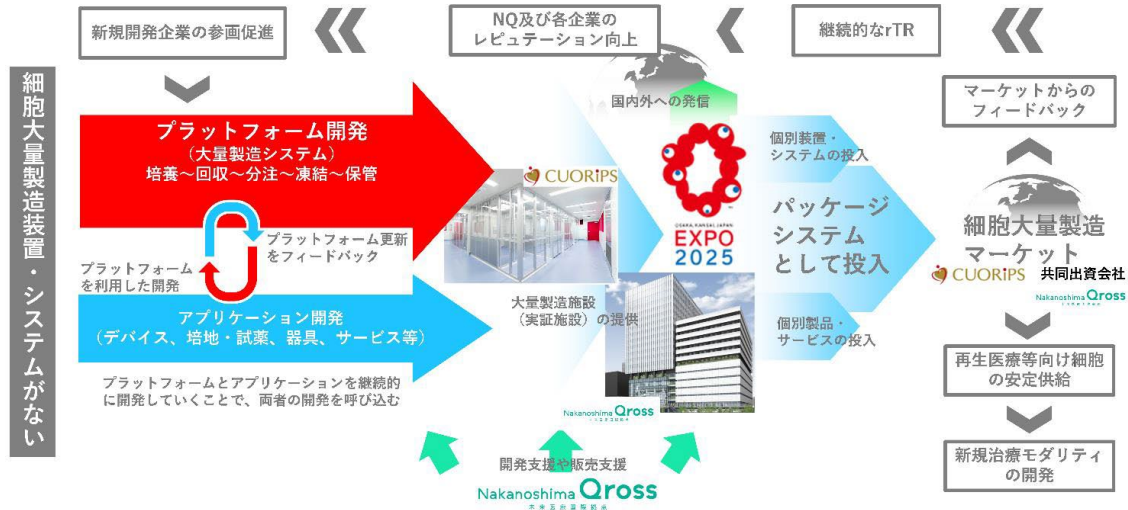 新規開発企業の参画促進
NQ及び各企業の
レピュテーション向上
継続的なrTR
細胞大量製造装置・システムがない
プラットフォーム開発
（大量製造システム）
培養～回収～分注～凍結～保管
プラットフォーム更新
をフィードバック
プラットフォーム
を利用した開発
アプリケーション開発
（デバイス、培地・試薬、器具、サービス等）
プラットフォームとアプリケーションを継続的
に開発していくことで、両者の開発を呼び込む
国内外への発信
CUORiPS
OSAKA, KANSAI, JAPAN
EXPO
2025
大量製造施設
（実証施設）の提供
Nakanoshima Qross
個別装置・
システムの投入
パッケージ
システム
として投入
個別製品・
サービスの投入
マーケットからの
フィードバック
細胞大量製造
マーケット
CUORiPS 共同出資会社
Nakanoshima Qross
再生医療等向け細胞
の安定供給
新規治療モダリティ
の開発
開発支援や販売支援
Nakanoshima Qross
未来医療国際拠点